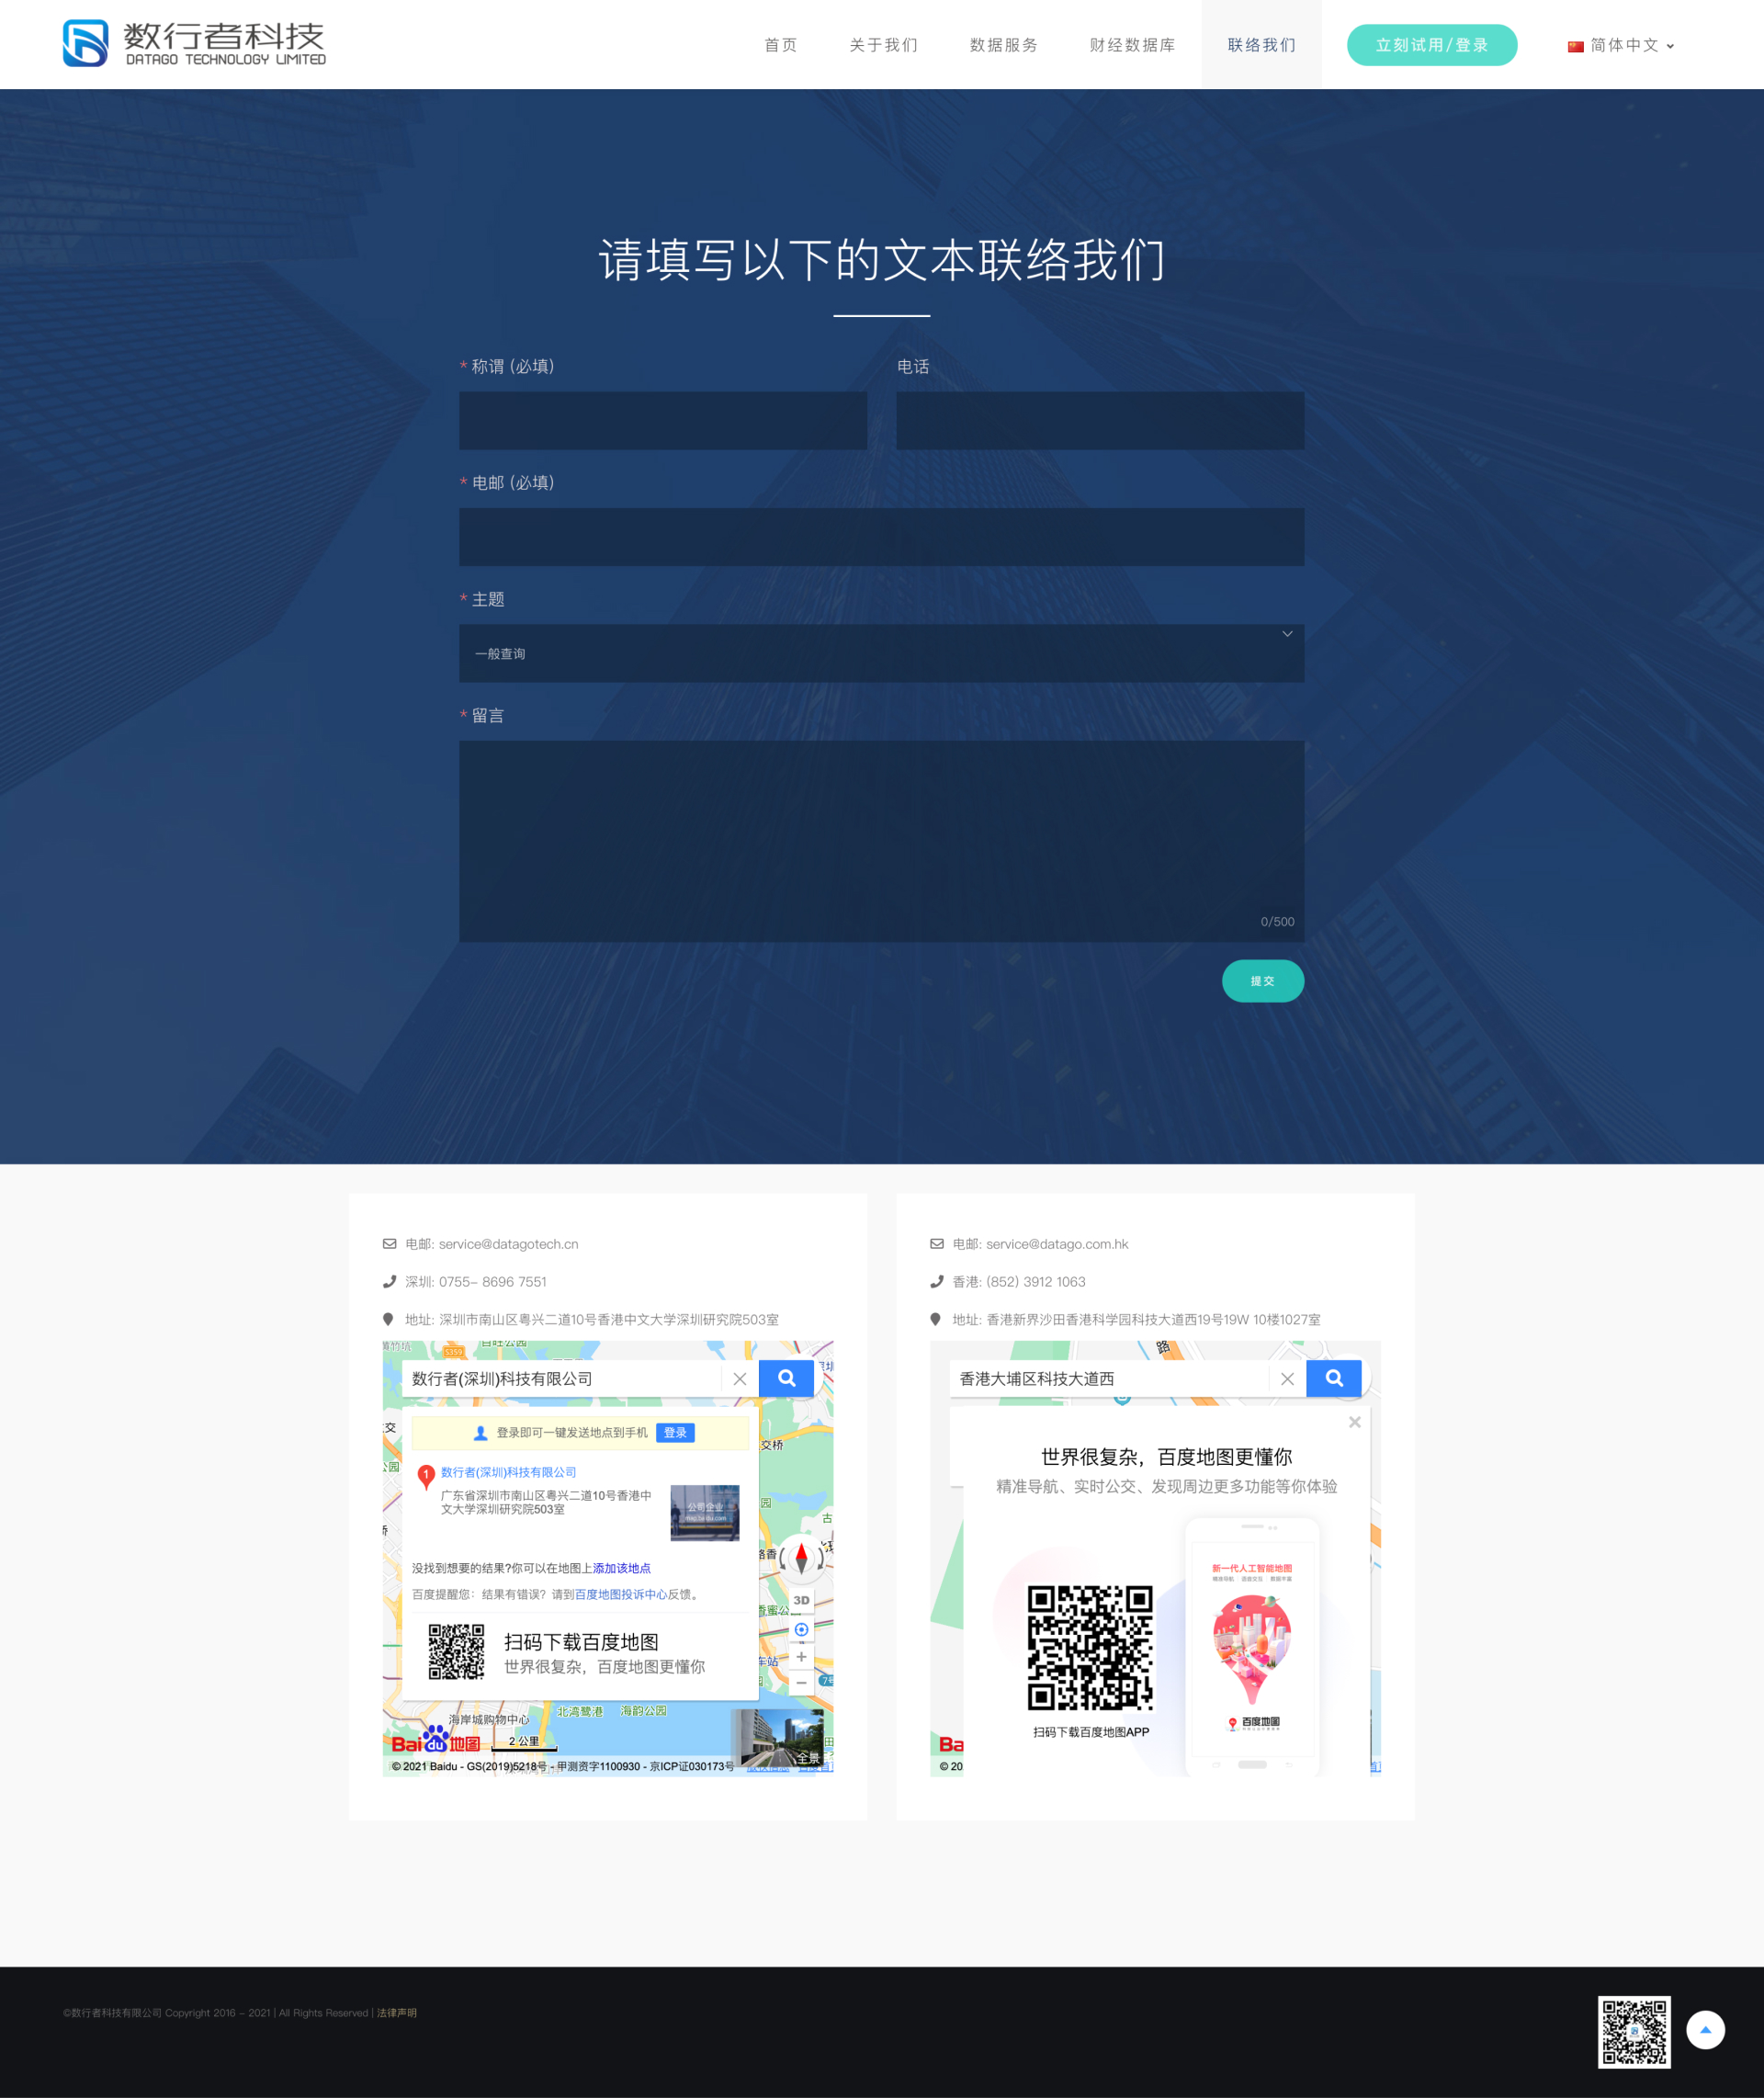 数行者科技
DATAGO TECHNOLOGY LIMITED
首页
关于我们
数据服务
财经数据库
联络我们
立刻试用/登录
简体中文
请填写以下的文本联络我们
* 称谓 (必填)
电话
* 电邮 (必填)
* 主题
一般查询
* 留言
0/500
提交
电邮: service@datagotech.cn
深圳: 0755- 8696 7551
地址: 深圳市南山区粤兴二道10号香港中文大学深圳研究院503室
数行者(深圳)科技有限公司
登录即可一键发送地点到手机 登录
1 数行者(深圳)科技有限公司
广东省深圳市南山区粤兴二道10号香港中
文大学深圳研究院503室
公司企业
没找到想要的结果?你可以在地图上添加该地点
百度提醒您：结果有错误？请到百度地图投诉中心反馈。
扫码下载百度地图
世界很复杂，百度地图更懂你
交桥
3D
车站
北湾鹭港
海韵公园
海岸城购物中心
Bai du 地图
2 公里
全景
© 2021 Baidu - GS(2019)5218号 - 甲测资字1100930 - 京ICP证030173号
电邮: service@datago.com.hk
香港: (852) 3912 1063
地址: 香港新界沙田香港科学园科技大道西19号19W 10楼1027室
路
香港大埔区科技大道西
世界很复杂，百度地图更懂你
精准导航、实时公交、发现周边更多功能等你体验
新一代人工智能地图
百度地图
扫码下载百度地图APP
Ba
© 20
©数行者科技有限公司 Copyright 2016 - 2021 | All Rights Reserved | 法律声明